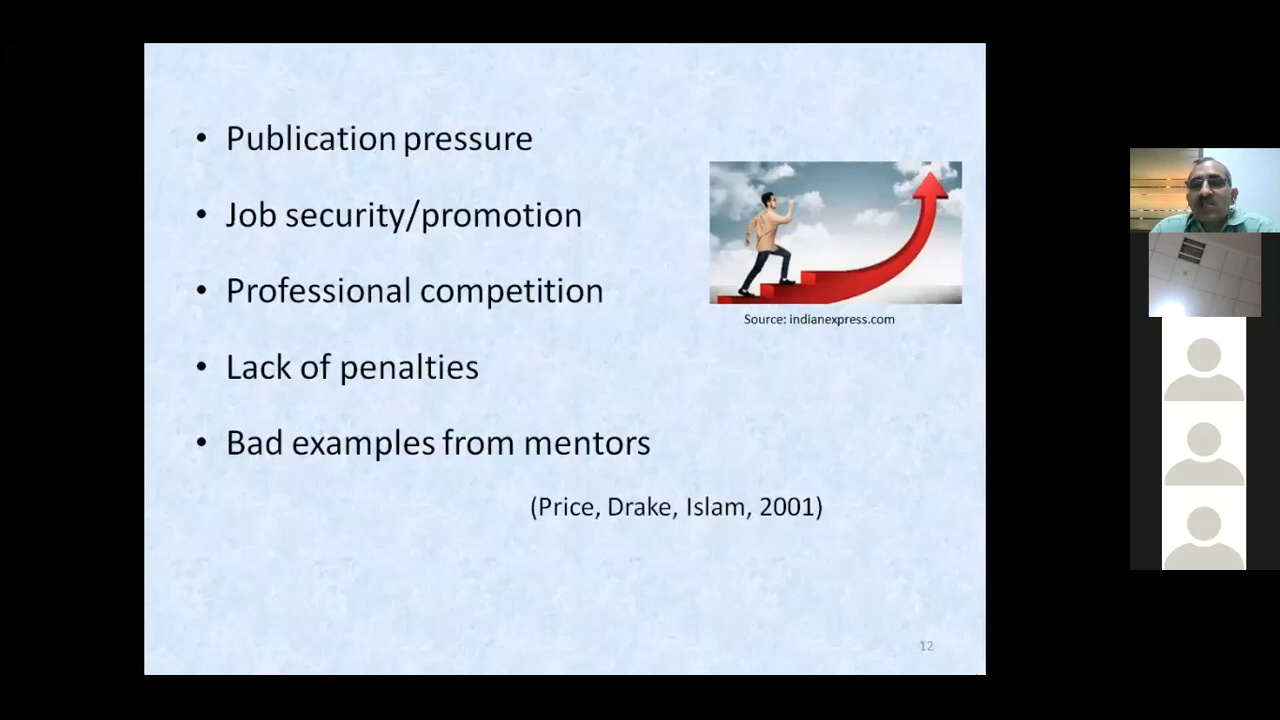 • Publication pressure
• Job security/promotion
• Professional competition
Source: indianexpress.com
• Lack of penalties
• Bad examples from mentors
(Price, Drake, Islam, 2001)
12